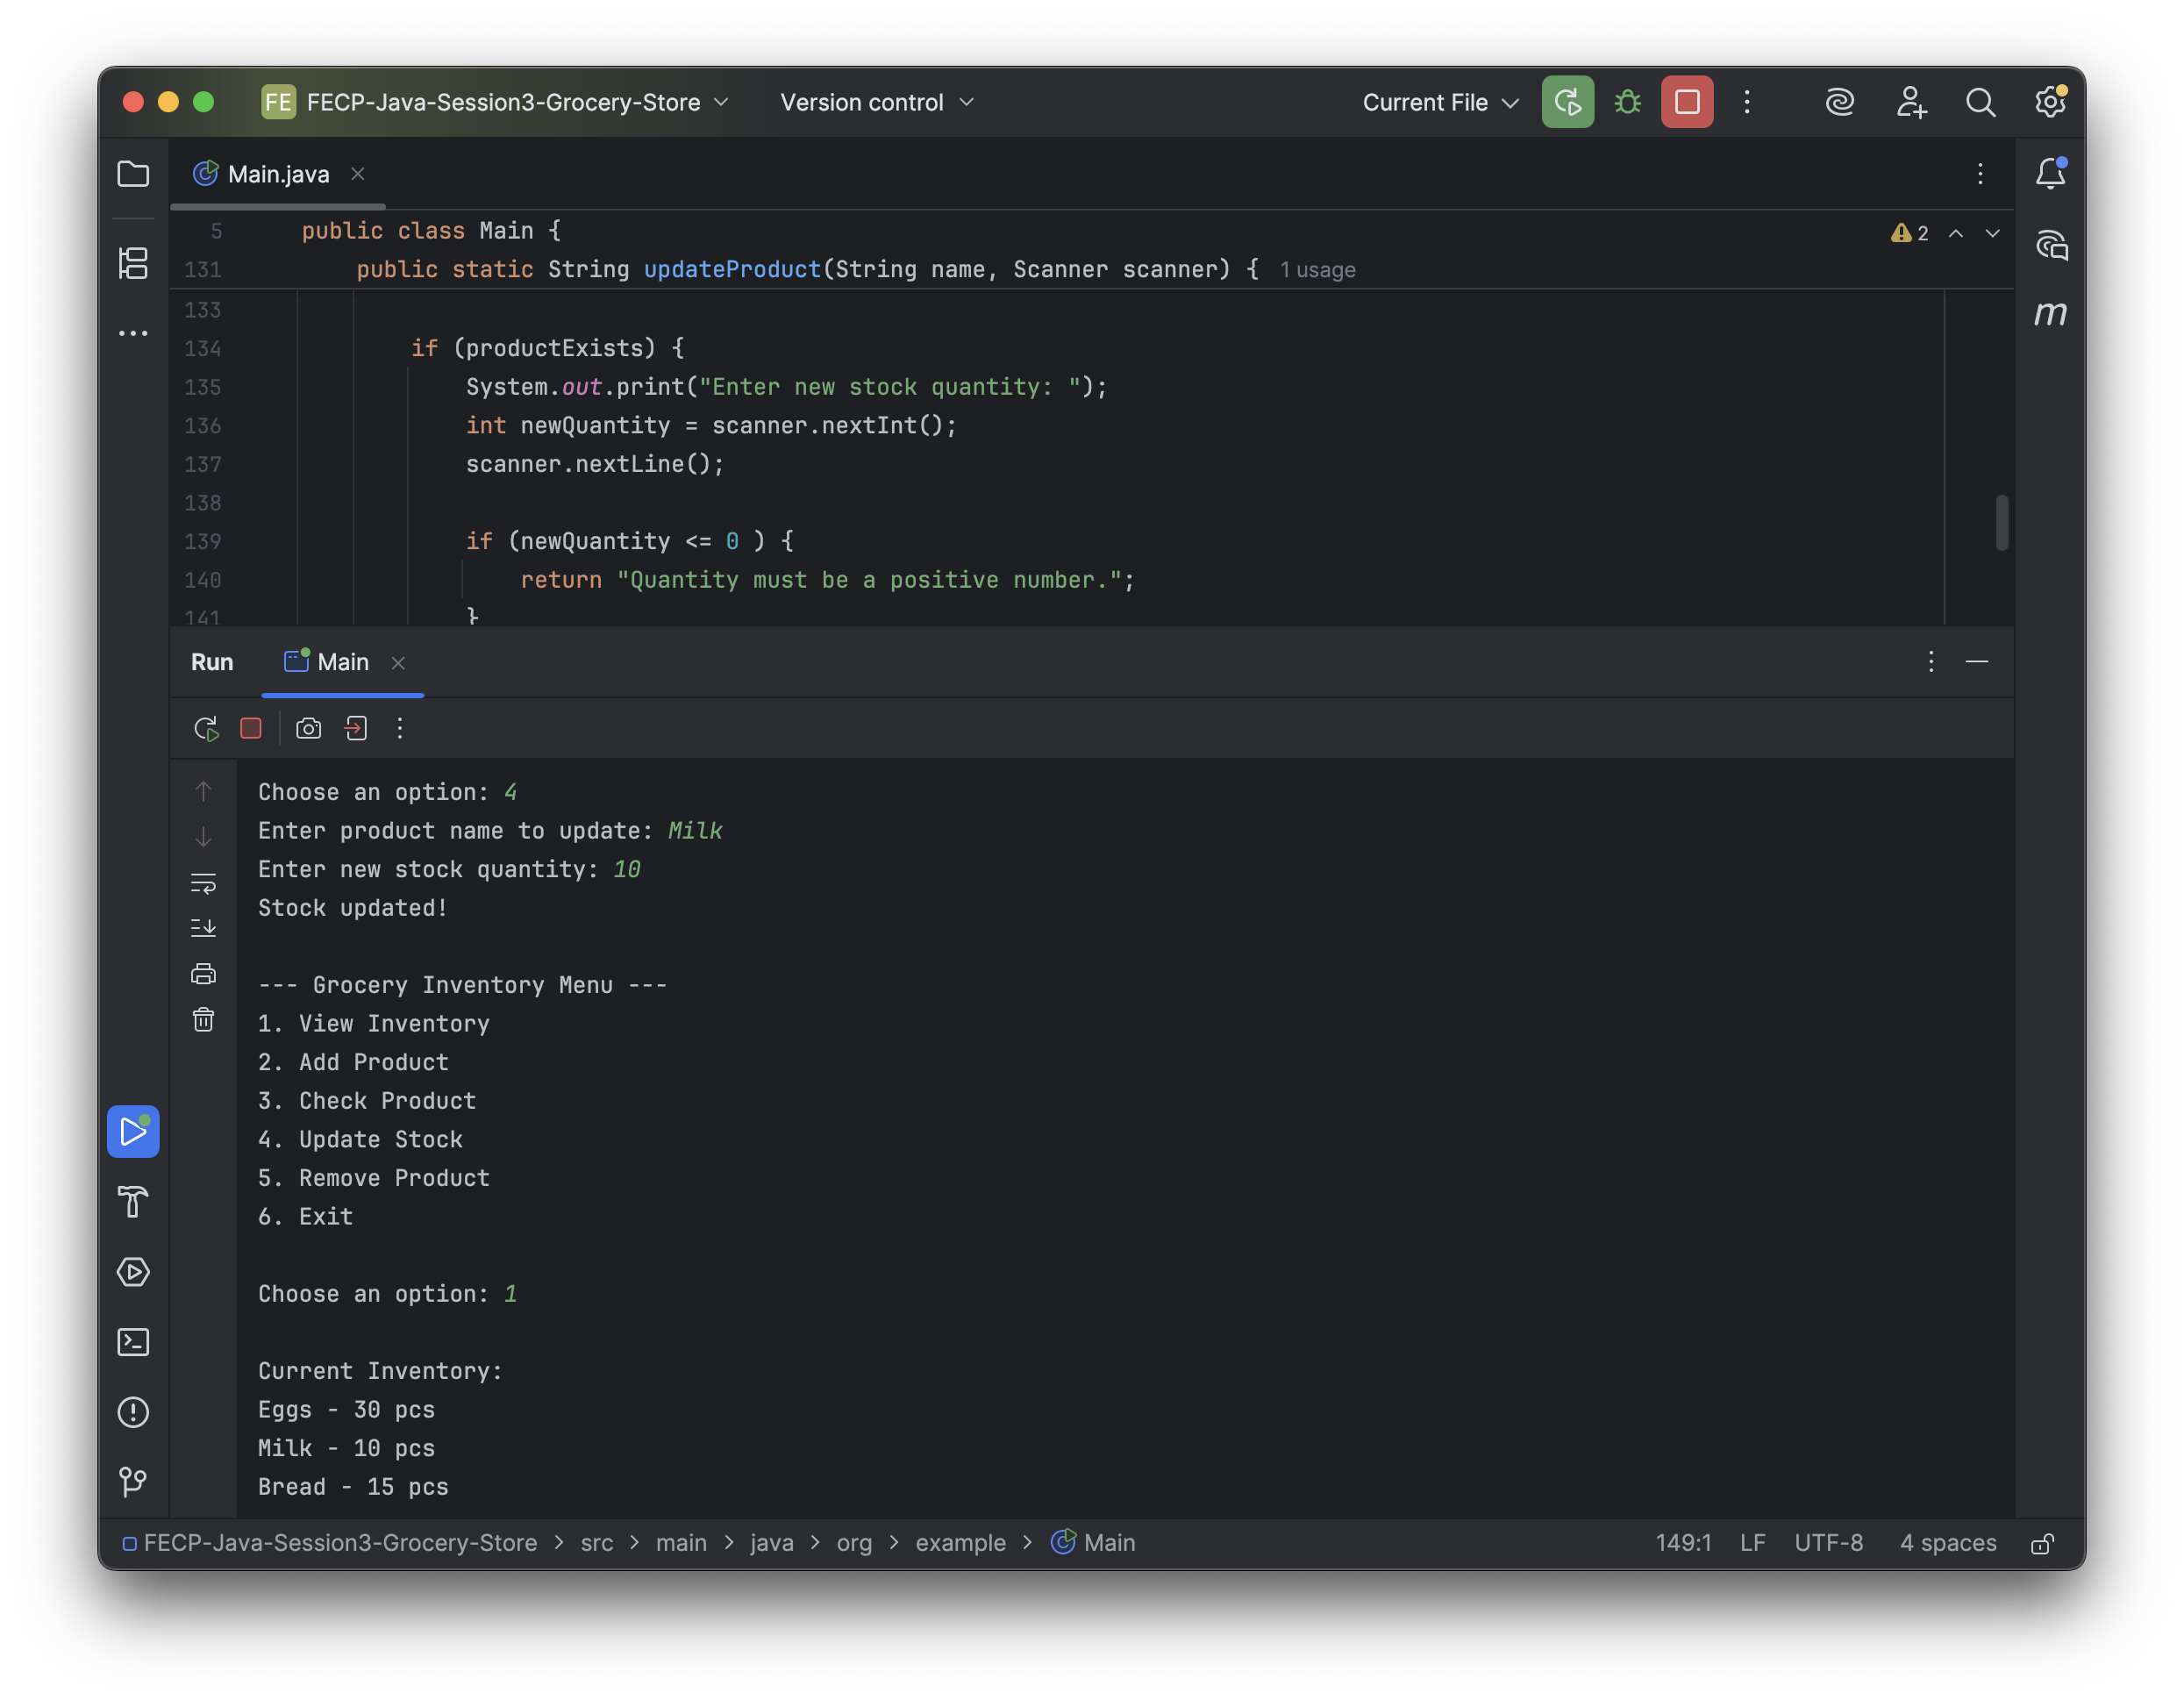 FE FECP-Java-Session3-Grocery-Store Version control Current File
Main.java
5 public class Main {
2
131 public static String updateProduct(String name, Scanner scanner) { 1 usage
133
134 if (productExists) {
135 System.out.print("Enter new stock quantity: ");
136 int newQuantity = scanner.nextInt();
137 scanner.nextLine();
138
139 if (newQuantity <= 0 ) {
140 return "Quantity must be a positive number.";
141 }
m
Run Main
Choose an option: 4
Enter product name to update: Milk
Enter new stock quantity: 10
Stock updated!
--- Grocery Inventory Menu ---
1. View Inventory
2. Add Product
3. Check Product
4. Update Stock
5. Remove Product
6. Exit
Choose an option: 1
Current Inventory:
Eggs - 30 pcs
Milk - 10 pcs
Bread - 15 pcs
FECP-Java-Session3-Grocery-Store > src > main > java > org > example > Main 149:1 LF UTF-8 4 spaces